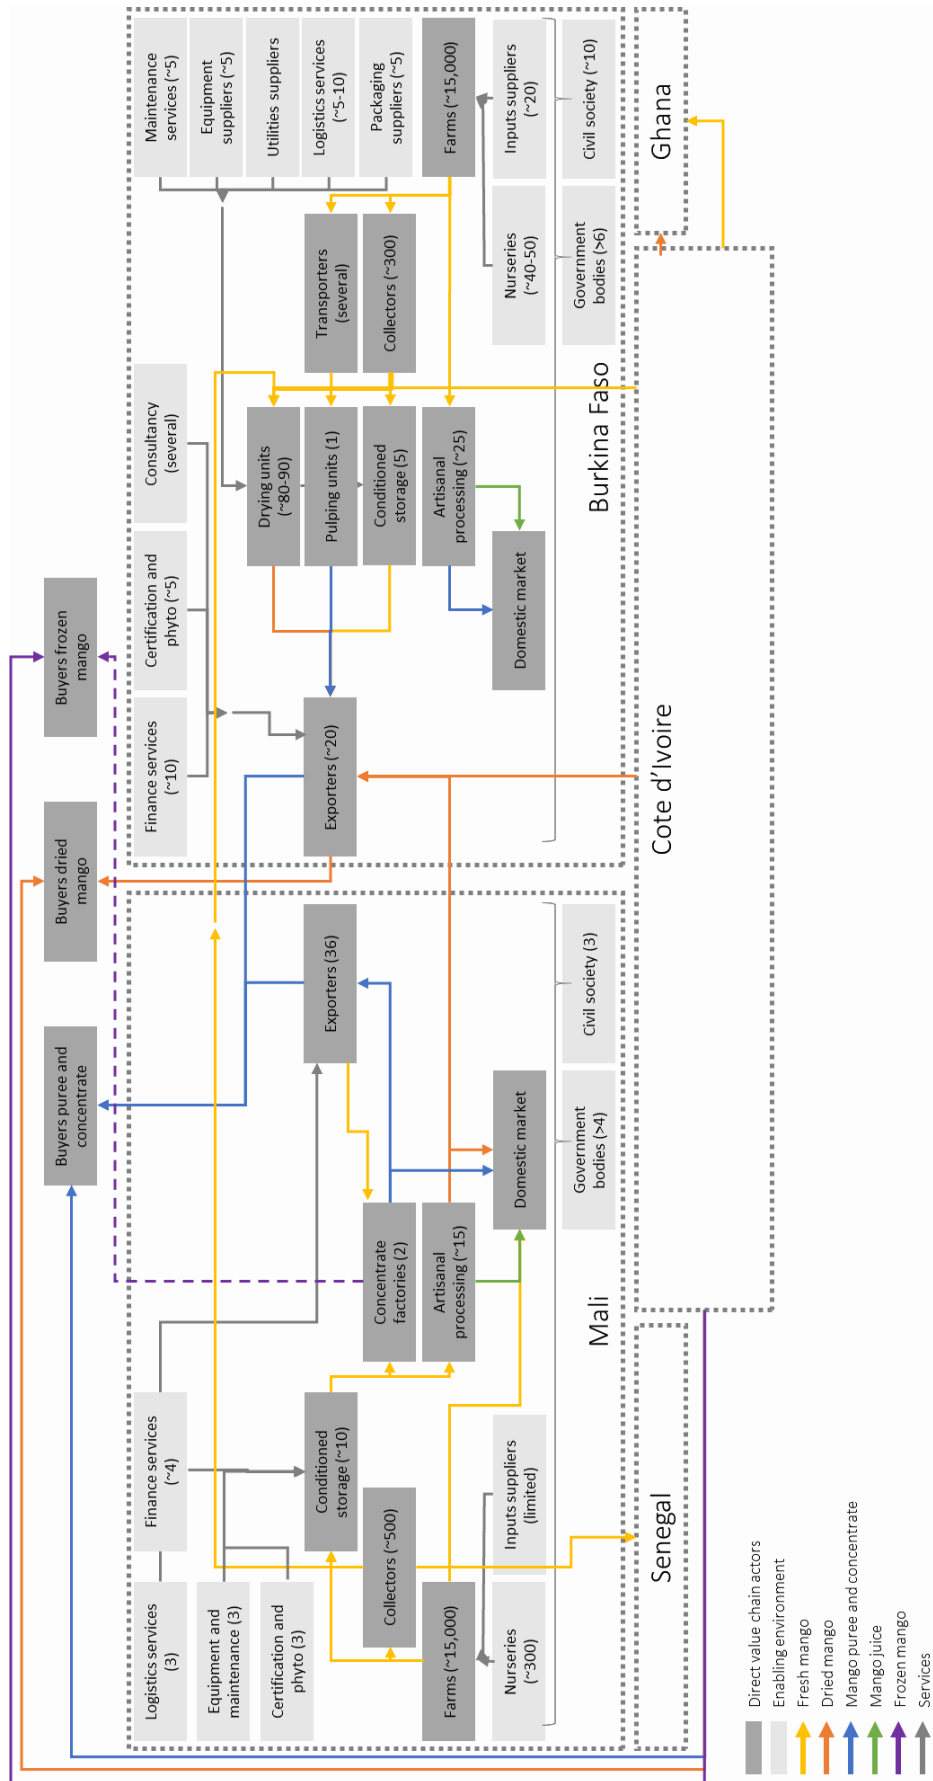 Buyers puree and
concentrate
Buyers dried
mango
Buyers frozen
mango
Logistics services
(3)
Finance services
(~4)
Equipment and
maintenance (3)
Certification and
phyto (3)
Conditioned
storage (~10)
Collectors (~500)
Farms (~15,000)
Nurseries
(~300)
Inputs suppliers
(limited)
Concentrate
factories (2)
Artisanal
processing (~15)
Exporters (36)
Domestic market
Government
bodies (>4)
Civil society (3)
Mali
Finance services
(~10)
Certification and
phyto (~5)
Consultancy
(several)
Maintenance
services (~5)
Equipment
suppliers (~5)
Utilities suppliers
Logistics services
(~5-10)
Packaging
suppliers (~5)
Exporters (~20)
Drying units
(~80-90)
Pulping units (1)
Conditioned
storage (5)
Artisanal
processing (~25)
Transporters
(several)
Collectors (~300)
Farms (~15,000)
Domestic market
Nurseries
(~40-50)
Inputs suppliers
(~20)
Government
bodies (>6)
Civil society (~10)
Burkina Faso
Senegal
Cote d'Ivoire
Ghana
Direct value chain actors
Enabling environment
Fresh mango
Dried mango
Mango puree and concentrate
Mango juice
Frozen mango
Services